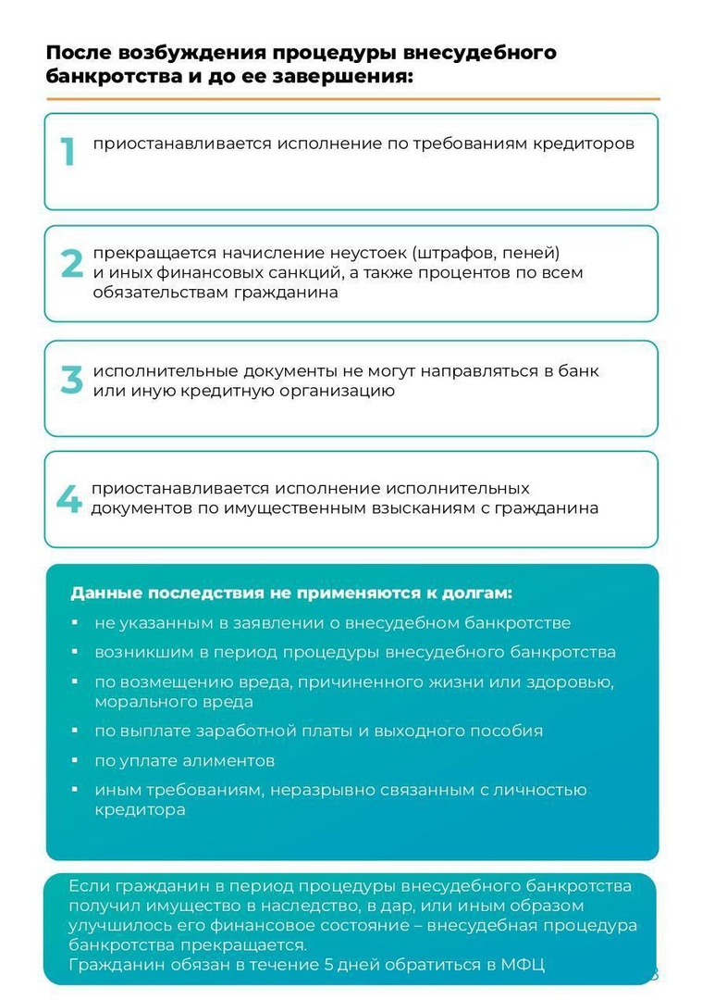 После возбуждения процедуры внесудебного
банкротства и до ее завершения:
1 приостанавливается исполнение по требованиям кредиторов
2 прекращается начисление неустоек (штрафов, пеней)
и иных финансовых санкций, а также процентов по всем
обязательствам гражданина
3 исполнительные документы не могут направляться в банк
или иную кредитную организацию
4 приостанавливается исполнение исполнительных
документов по имущественным взысканиям с гражданина
Данные последствия не применяются к долгам:
▪ не указанным в заявлении о внесудебном банкротстве
▪ возникшим в период процедуры внесудебного банкротства
▪ по возмещению вреда, причиненного жизни или здоровью,
морального вреда
▪ по выплате заработной платы и выходного пособия
▪ по уплате алиментов
▪ иным требованиям, неразрывно связанным с личностью
кредитора
Если гражданин в период процедуры внесудебного банкротства
получил имущество в наследство, в дар, или иным образом
улучшилось его финансовое состояние – внесудебная процедура
банкротства прекращается.
Гражданин обязан в течение 5 дней обратиться в МФЦ